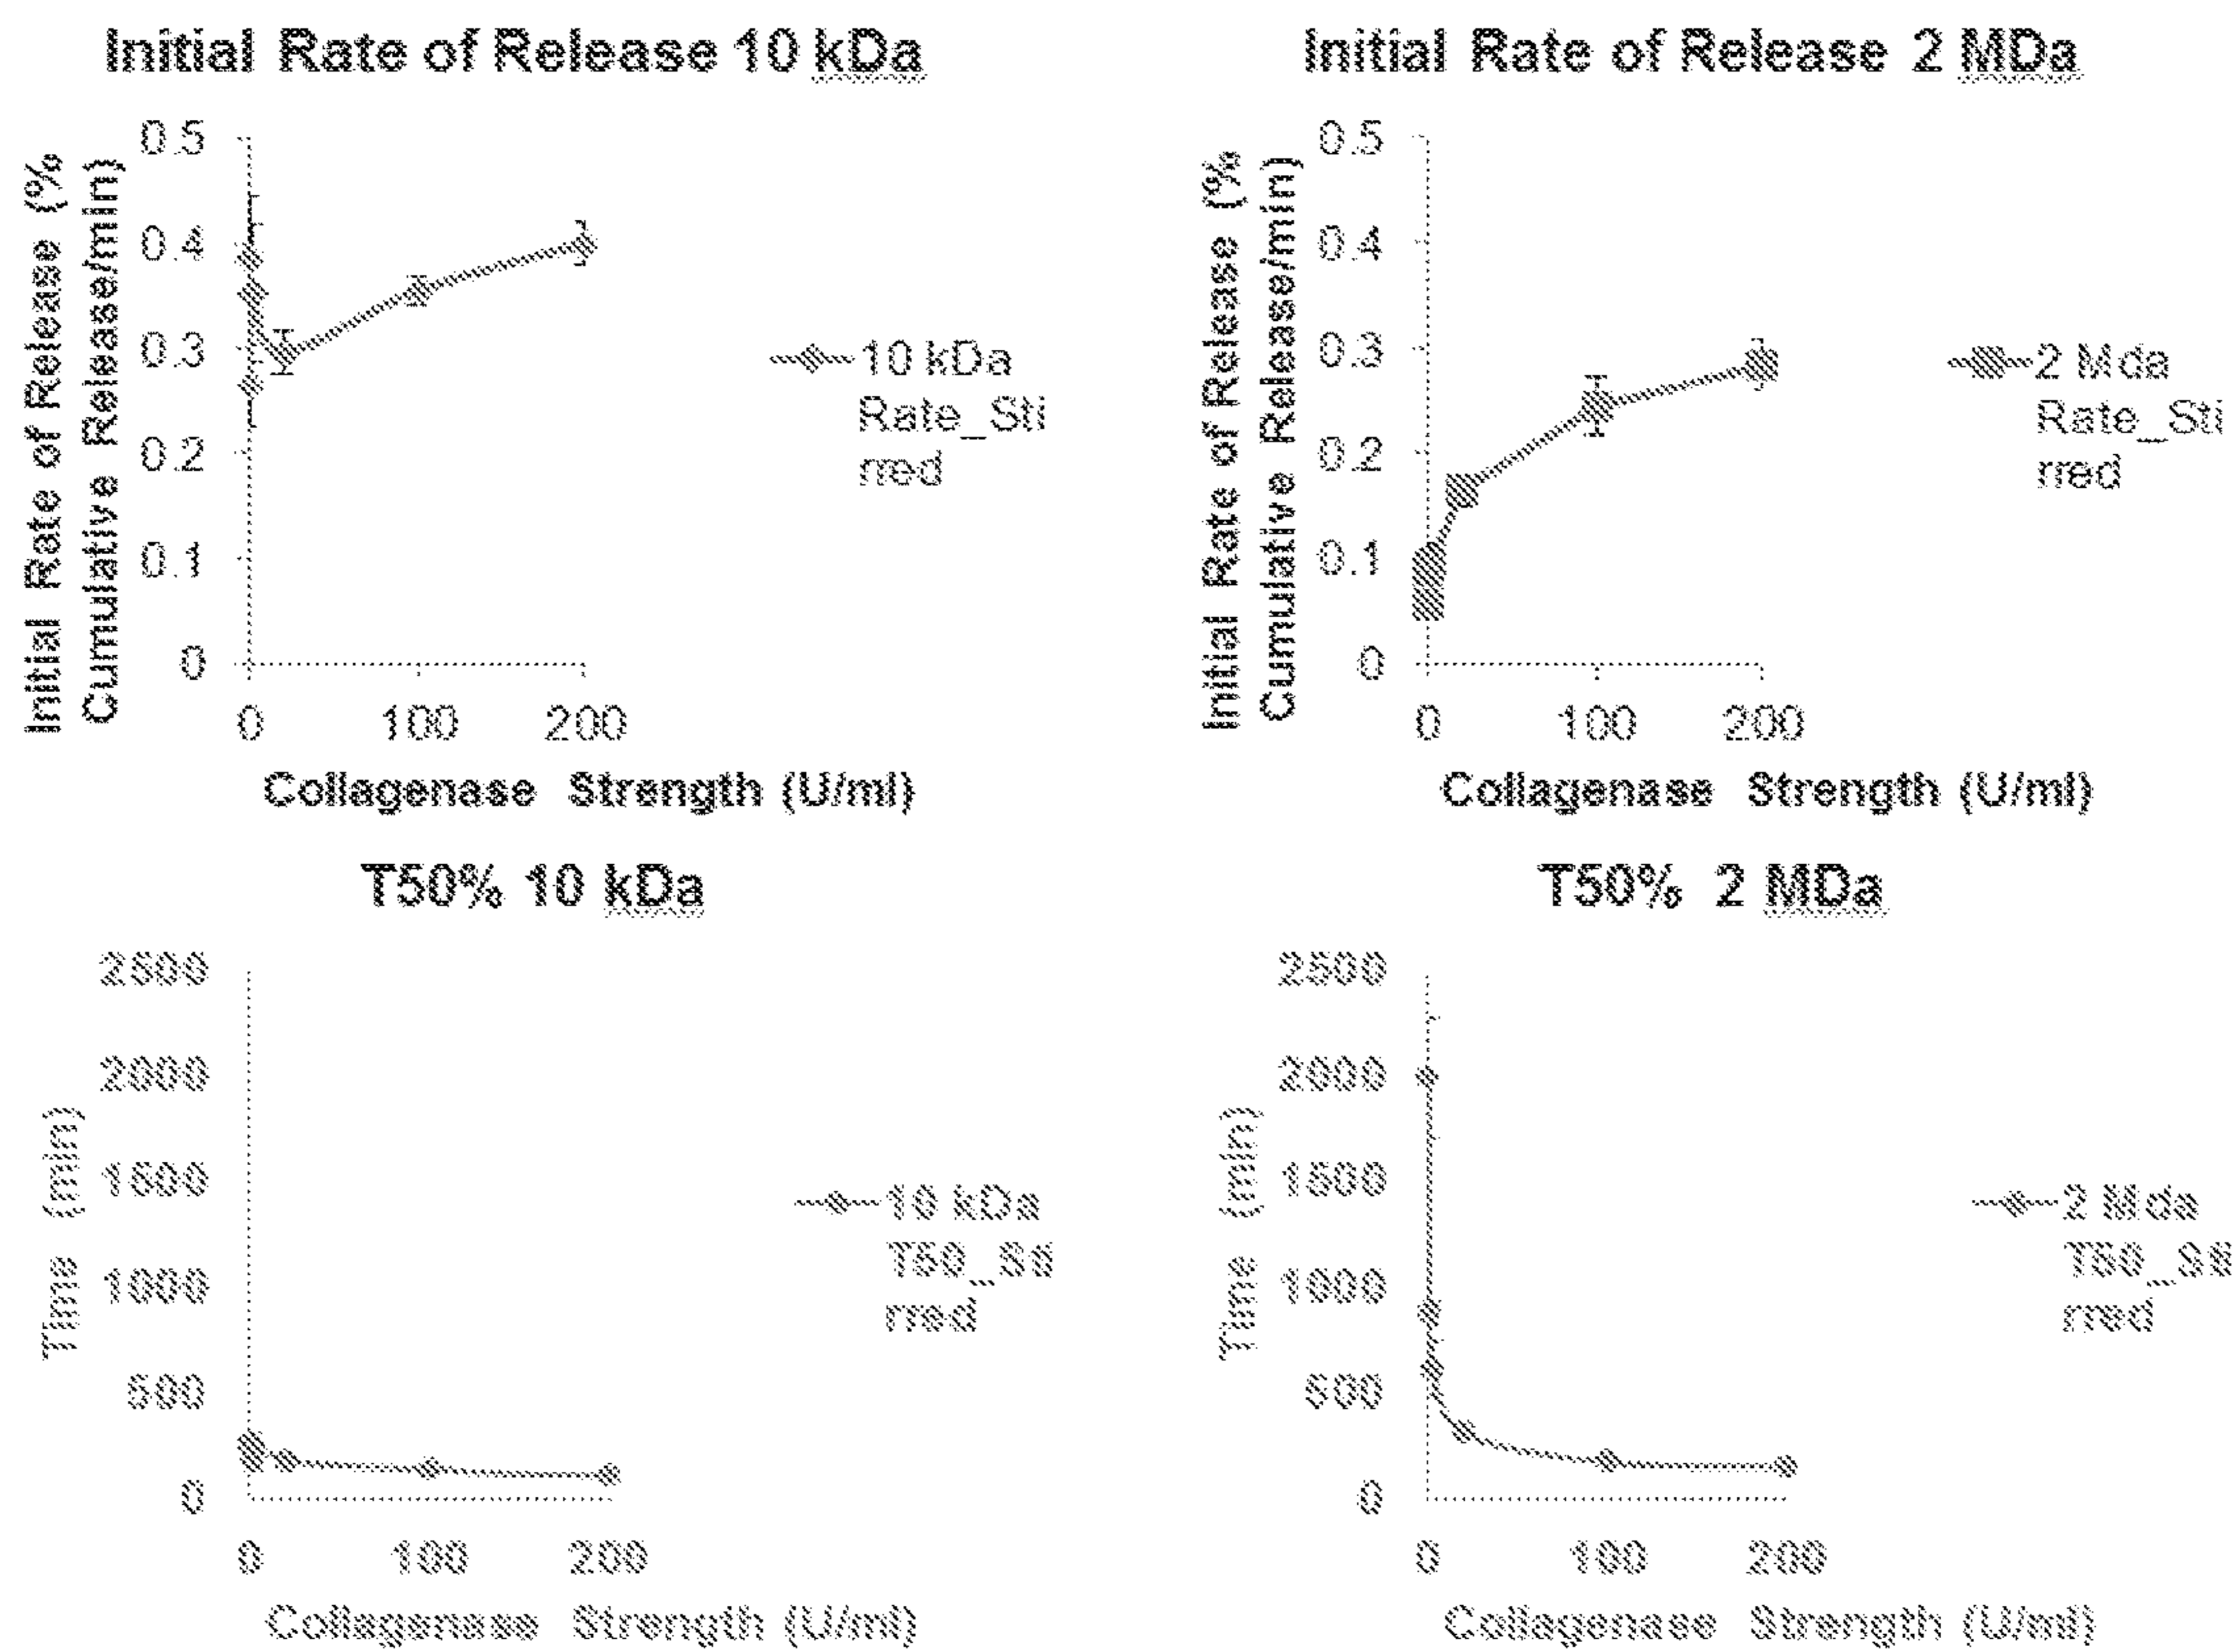 Initial Rate of Release 10 kDa
Initial Rate of Release (%
Cumulative Release/min)
0.5
0.4
0.3
0.2
0.1
0
0 100 200
Collagenase Strength (U/ml)
10 kDa
Rate_Sti
rred
Initial Rate of Release 2 MDa
Initial Rate of Release (%
Cumulative Release/min)
0.5
0.4
0.3
0.2
0.1
0
0 100 200
Collagenase Strength (U/ml)
2 Mda
Rate_Sti
rred
T50% 10 kDa
Time (min)
2500
2000
1500
1000
500
0
0 100 200
Collagenase Strength (U/ml)
10 kDa
T50_Sti
rred
T50% 2 MDa
Time (min)
2500
2000
1500
1000
500
0
0 100 200
Collagenase Strength (U/ml)
2 Mda
T50_Sti
rred